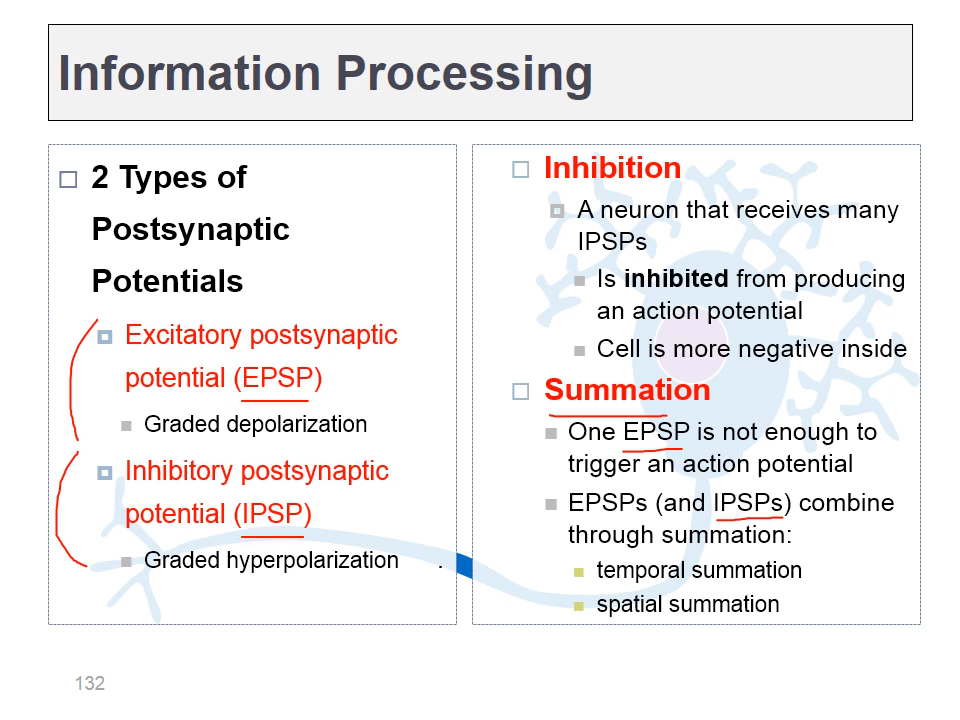 Information Processing
2 Types of
Postsynaptic
Potentials
Excitatory postsynaptic
potential (EPSP)
Graded depolarization
Inhibitory postsynaptic
potential (IPSP)
Graded hyperpolarization .
Inhibition
A neuron that receives many
IPSPs
Is inhibited from producing
an action potential
Cell is more negative inside
Summation
One EPSP is not enough to
trigger an action potential
EPSPs (and IPSPs) combine
through summation:
temporal summation
spatial summation
132